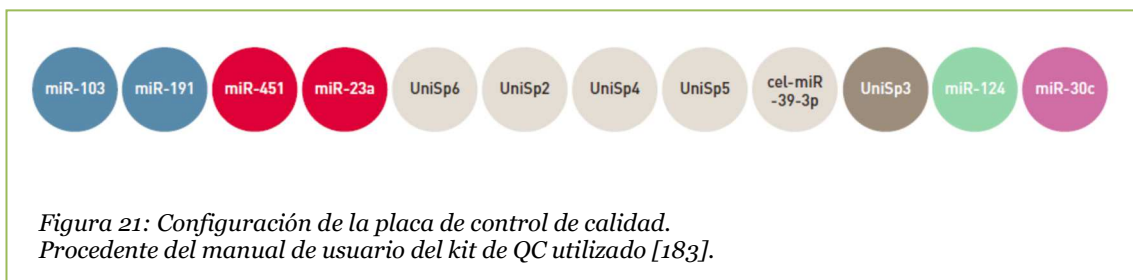 miR-103 miR-191 miR-451 miR-23a UniSp6 UniSp2 UniSp4 UniSp5 cel-miR UniSp3 miR-124 miR-30c
-39-3p
Figura 21: Configuración de la placa de control de calidad.
Procedente del manual de usuario del kit de QC utilizado [183].